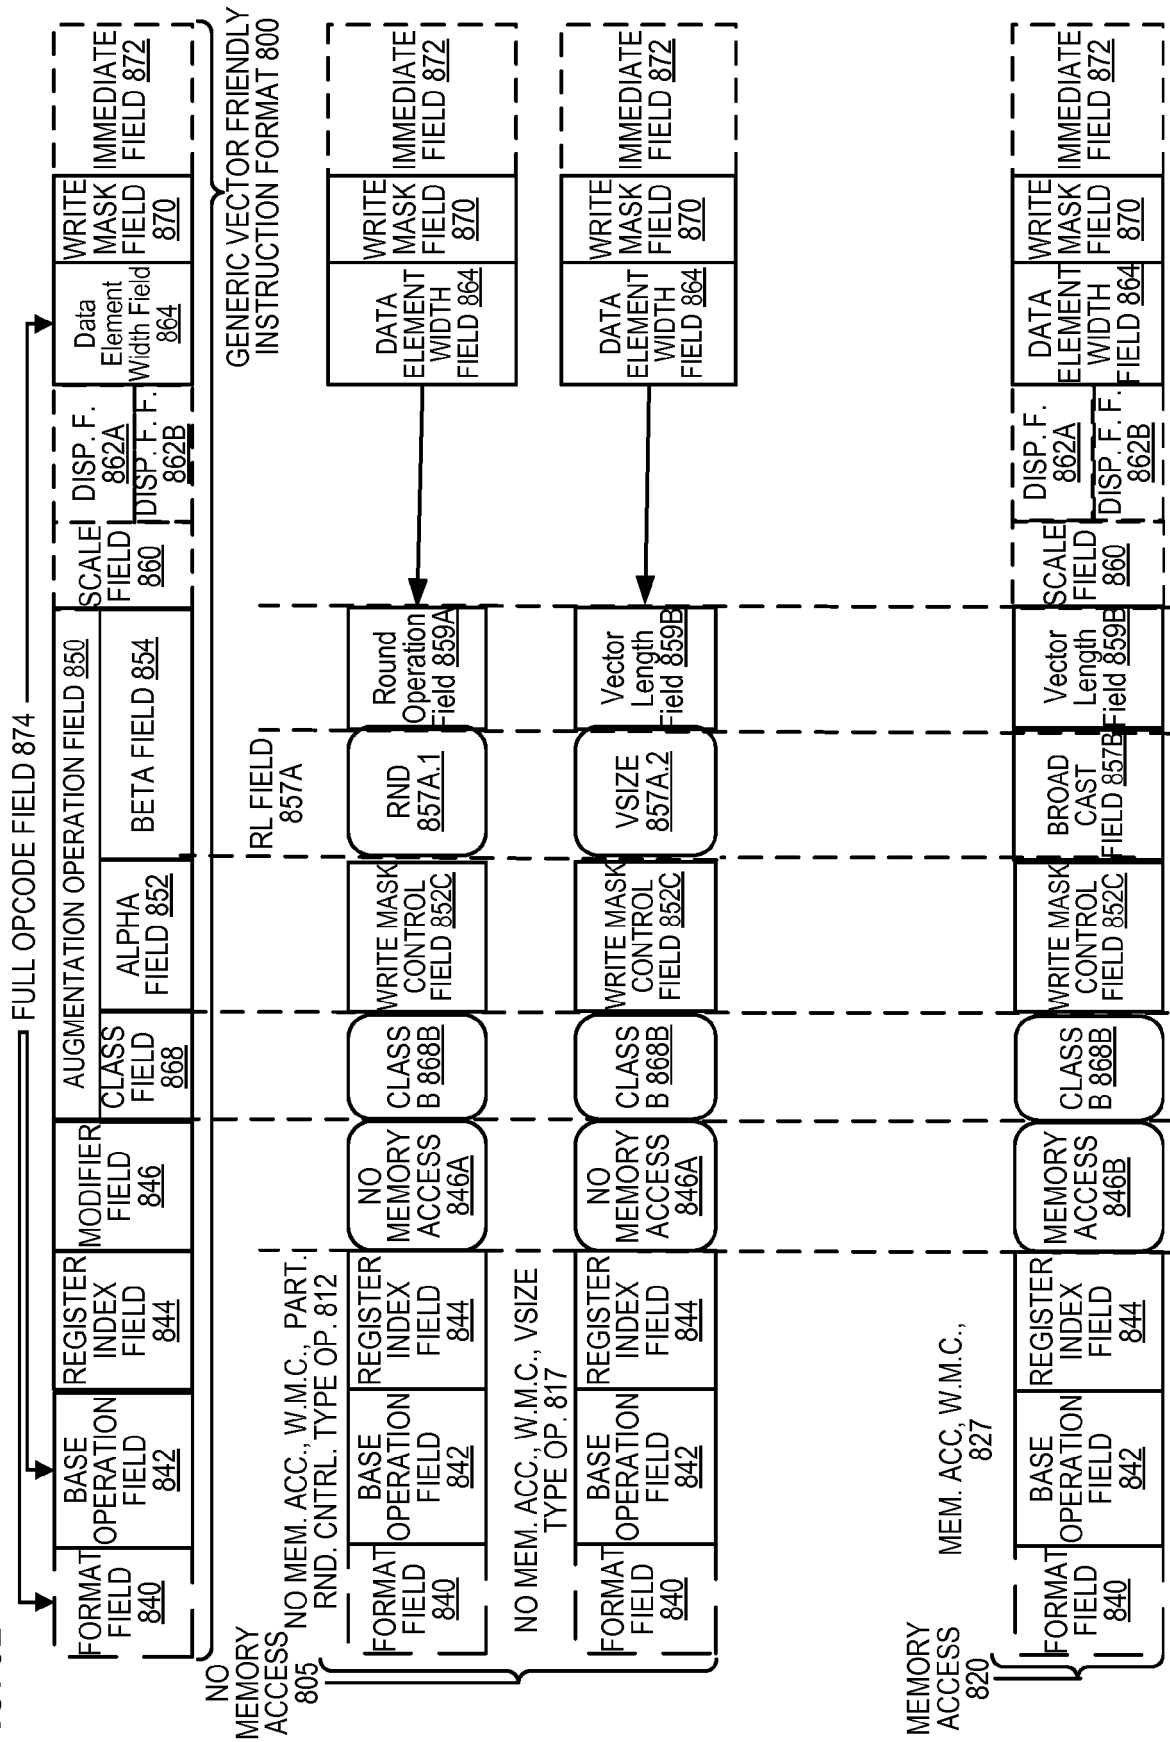 FULL OPCODE FIELD 874
FORMAT
FIELD
840
BASE
OPERATION
FIELD
842
REGISTER
INDEX
FIELD
844
MODIFIER
FIELD
846
AUGMENTATION OPERATION FIELD 850
CLASS
FIELD
868
ALPHA
FIELD 852
BETA FIELD 854
SCALE
FIELD
860
DISP. F.
862A
DISP. F. F.
862B
Data
Element
Width Field
864
WRITE
MASK
FIELD
870
IMMEDIATE
FIELD 872
GENERIC VECTOR FRIENDLY
INSTRUCTION FORMAT 800
NO
MEMORY
ACCESS
805
NO MEM. ACC., W.M.C., PART.
RND. CNTRL. TYPE OP. 812
RL FIELD
857A
FORMAT
FIELD
840
BASE
OPERATION
FIELD
842
REGISTER
INDEX
FIELD
844
NO
MEMORY
ACCESS
846A
CLASS
B 868B
WRITE MASK
CONTROL
FIELD 852C
RND
857A.1
Round
Operation
Field 859A
DATA
ELEMENT
WIDTH
FIELD 864
WRITE
MASK
FIELD
870
IMMEDIATE
FIELD 872
NO MEM. ACC., W.M.C., VSIZE
TYPE OP. 817
FORMAT
FIELD
840
BASE
OPERATION
FIELD
842
REGISTER
INDEX
FIELD
844
NO
MEMORY
ACCESS
846A
CLASS
B 868B
WRITE MASK
CONTROL
FIELD 852C
VSIZE
857A.2
Vector
Length
Field 859B
DATA
ELEMENT
WIDTH
FIELD 864
WRITE
MASK
FIELD
870
IMMEDIATE
FIELD 872
MEMORY
ACCESS
820
MEM. ACC, W.M.C.,
827
FORMAT
FIELD
840
BASE
OPERATION
FIELD
842
REGISTER
INDEX
FIELD
844
MEMORY
ACCESS
846B
CLASS
B 868B
WRITE MASK
CONTROL
FIELD 852C
BROAD
CAST
FIELD 857B
Vector
Length
Field 859B
SCALE
FIELD
860
DISP. F.
862A
DISP. F. F.
862B
DATA
ELEMENT
WIDTH
FIELD 864
WRITE
MASK
FIELD
870
IMMEDIATE
FIELD 872